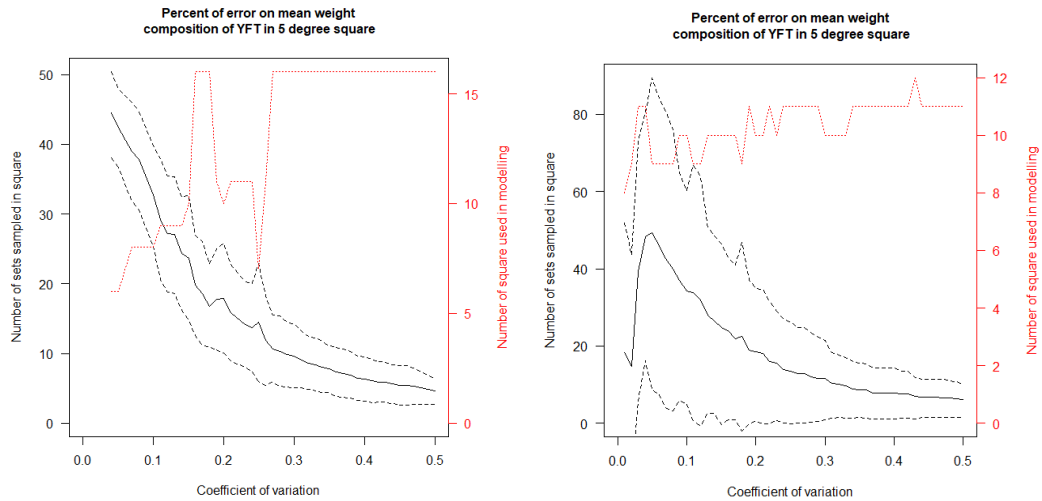 Percent of error on mean weight
composition of YFT in 5 degree square
Number of sets sampled in square
50
40
30
20
10
0
15
10
5
0
Number of square used in modelling
0.0 0.1 0.2 0.3 0.4 0.5
Coefficient of variation
Percent of error on mean weight
composition of YFT in 5 degree square
Number of sets sampled in square
80
60
40
20
0
12
10
8
6
4
2
0
Number of square used in modelling
0.0 0.1 0.2 0.3 0.4 0.5
Coefficient of variation